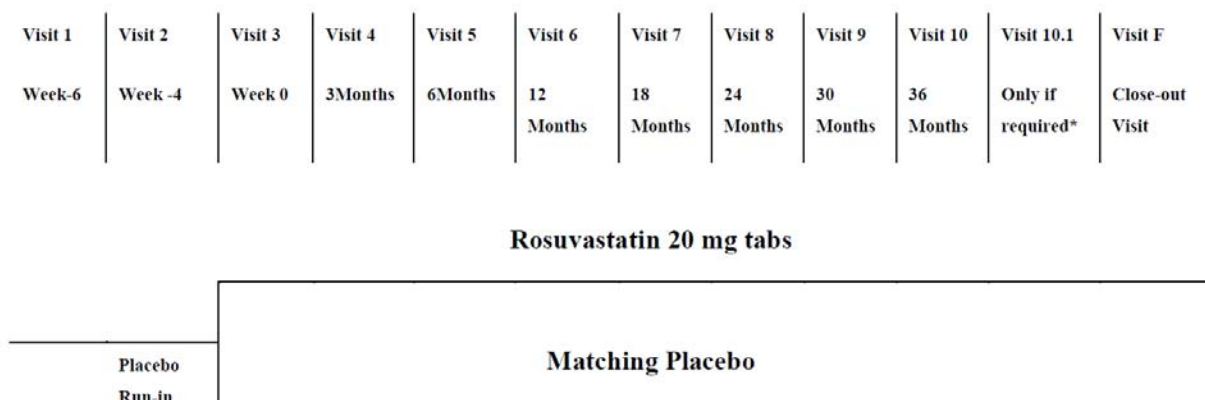 Visit 1 Visit 2 Visit 3 Visit 4 Visit 5 Visit 6 Visit 7 Visit 8 Visit 9 Visit 10 Visit 10.1 Visit F
Week-6 Week -4 Week 0 3Months 6Months 12 18 24 30 36 Only if Close-out
Months Months Months Months Months required* Visit
Rosuvastatin 20 mg tabs
Matching Placebo
Placebo
Run-in